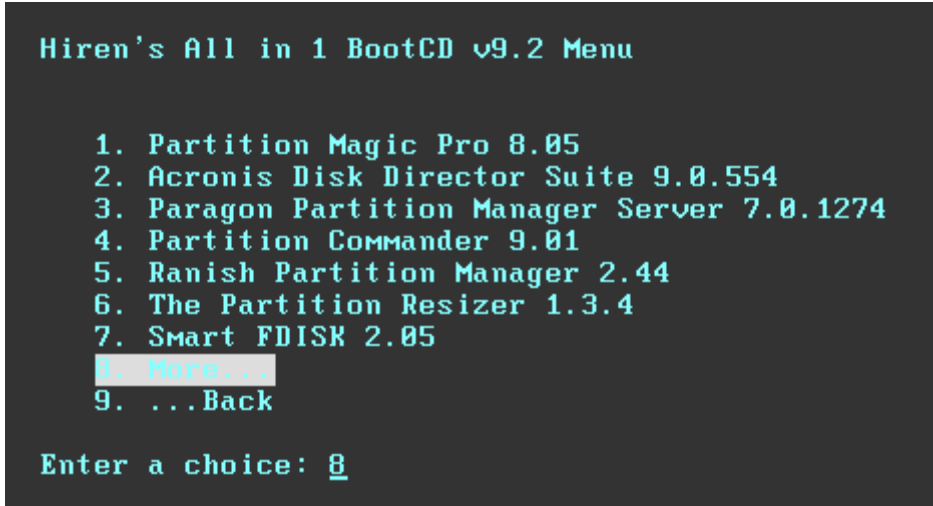 Hiren's All in 1 BootCD v9.2 Menu
1. Partition Magic Pro 8.05
2. Acronis Disk Director Suite 9.0.554
3. Paragon Partition Manager Server 7.0.1274
4. Partition Commander 9.01
5. Ranish Partition Manager 2.44
6. The Partition Resizer 1.3.4
7. Smart FDISK 2.05
8. More...
9. ...Back
Enter a choice: 8